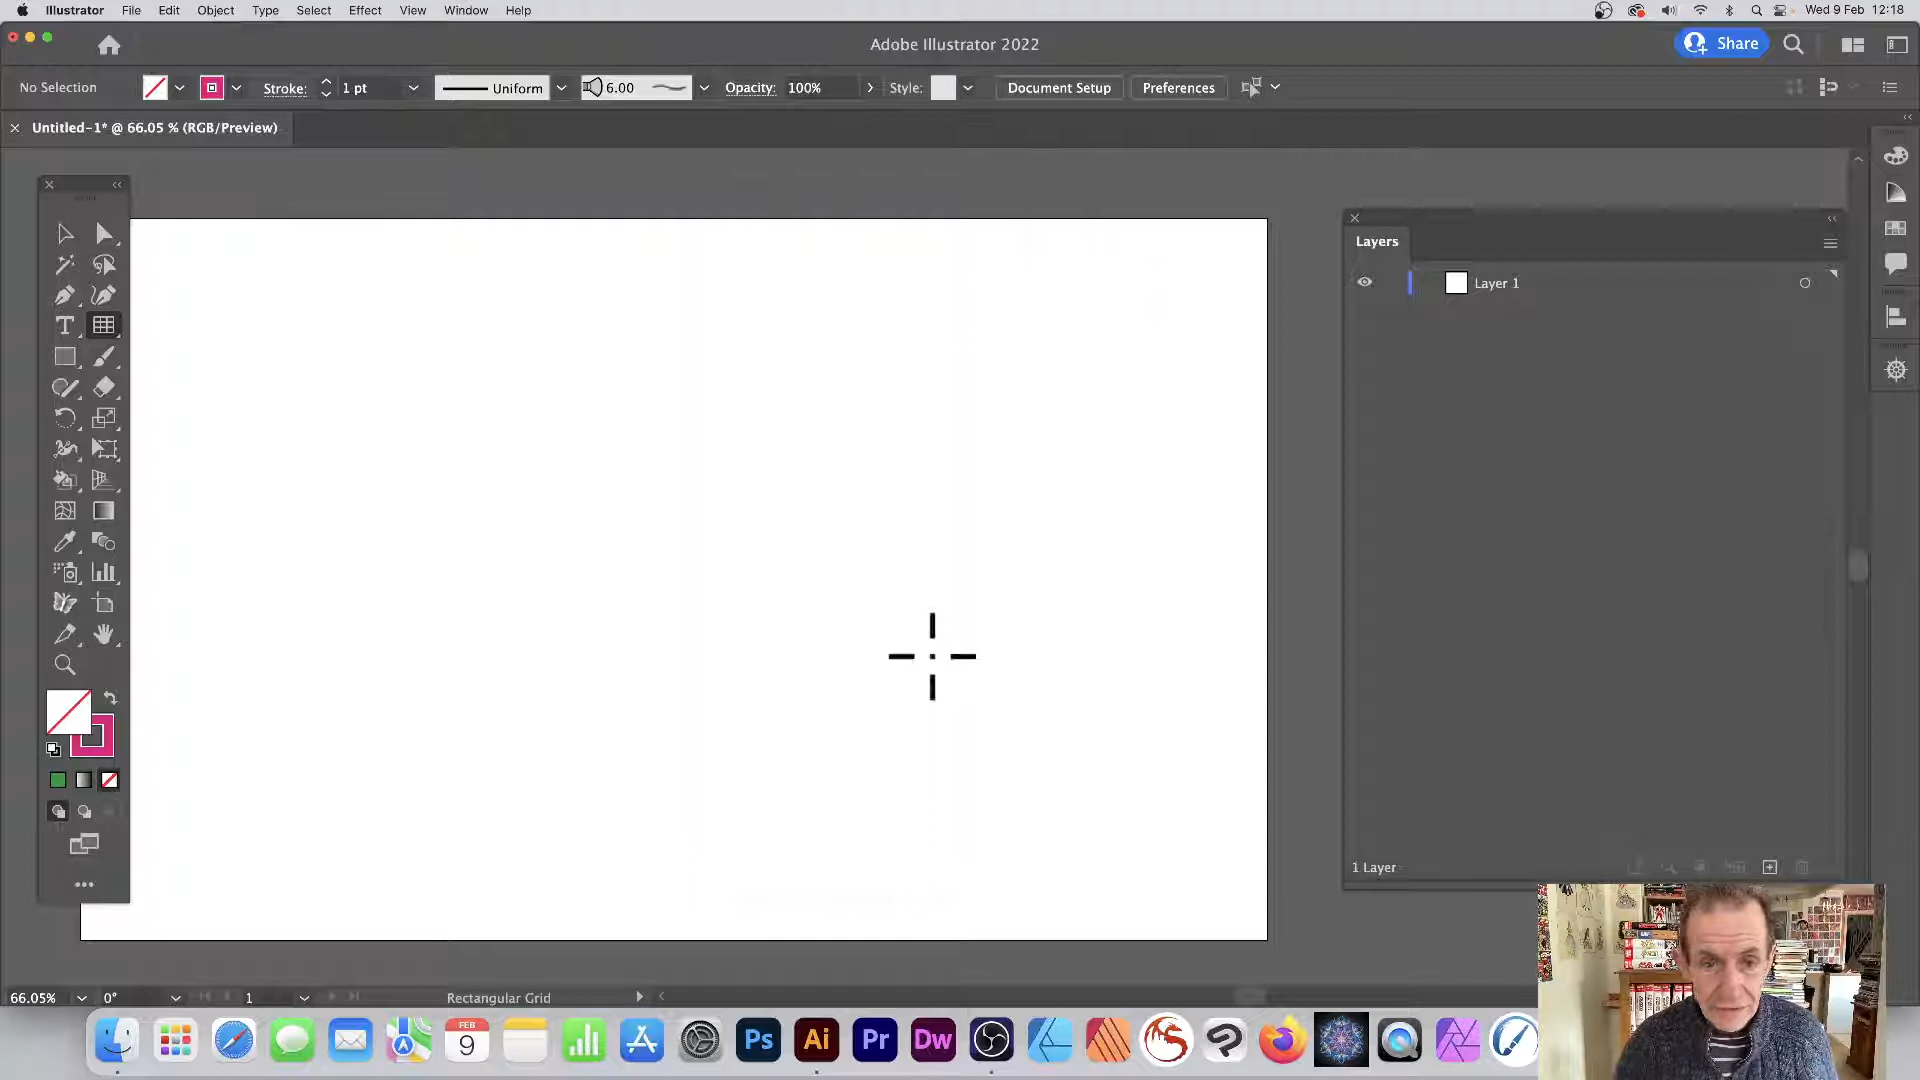 Illustrator File Edit Object Type Select Effect View Window Help Wed 9 Feb 12:18
Adobe Illustrator 2022
Share
No Selection Stroke: 1 pt Uniform 6.00 Opacity: 100% Style: Document Setup Preferences
Untitled-1* @ 66.05 % (RGB/Preview)
Layers
Layer 1
1 Layer
66.05% 0° 1 Rectangular Grid
FEB
9
Ps
Ai
Pr
Dw